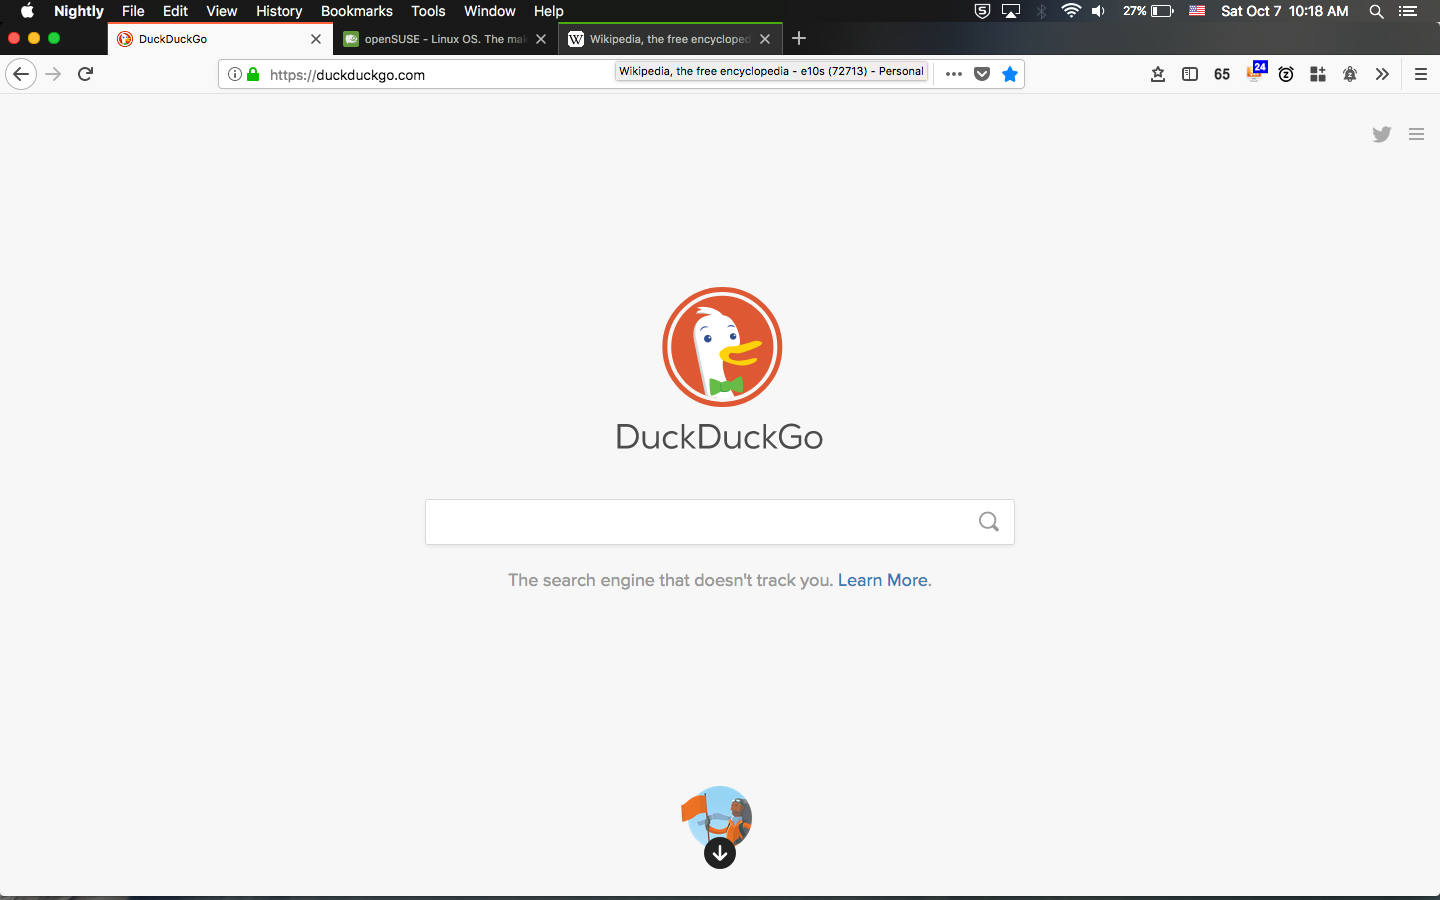 Nightly File Edit View History Bookmarks Tools Window Help 27% Sat Oct 7 10:18 AM
DuckDuckGo openSUSE - Linux OS. The mak Wikipedia, the free encycloped
https://duckduckgo.com Wikipedia, the free encyclopedia - e10s (72713) - Personal 65 24
DuckDuckGo
The search engine that doesn't track you. Learn More.